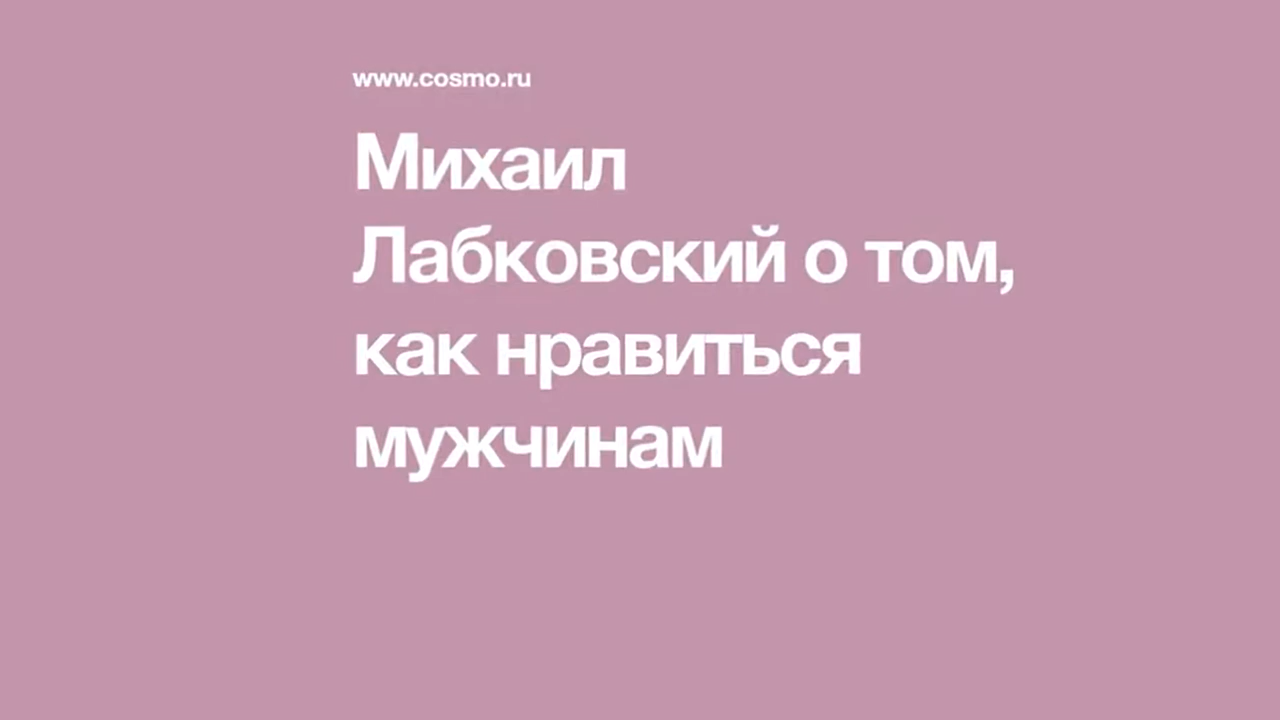 www.cosmo.ru
Михаил
Лабковский о том,
как нравиться
мужчинам